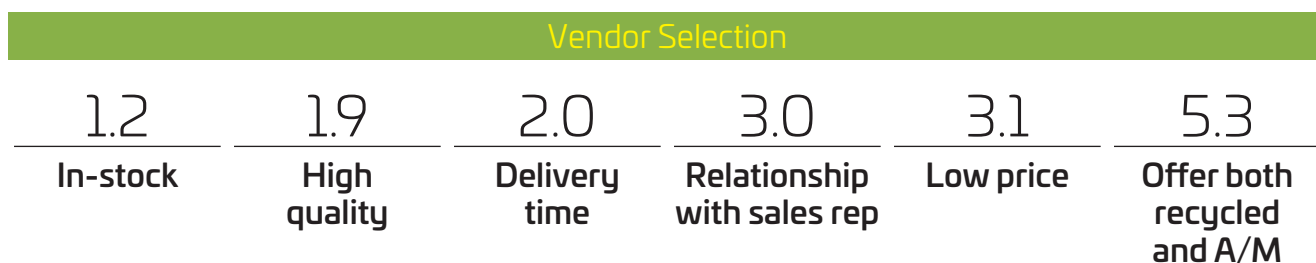 Vendor Selection
1.2
In-stock
1.9
High
quality
2.0
Delivery
time
3.0
Relationship
with sales rep
3.1
Low price
5.3
Offer both
recycled
and A/M